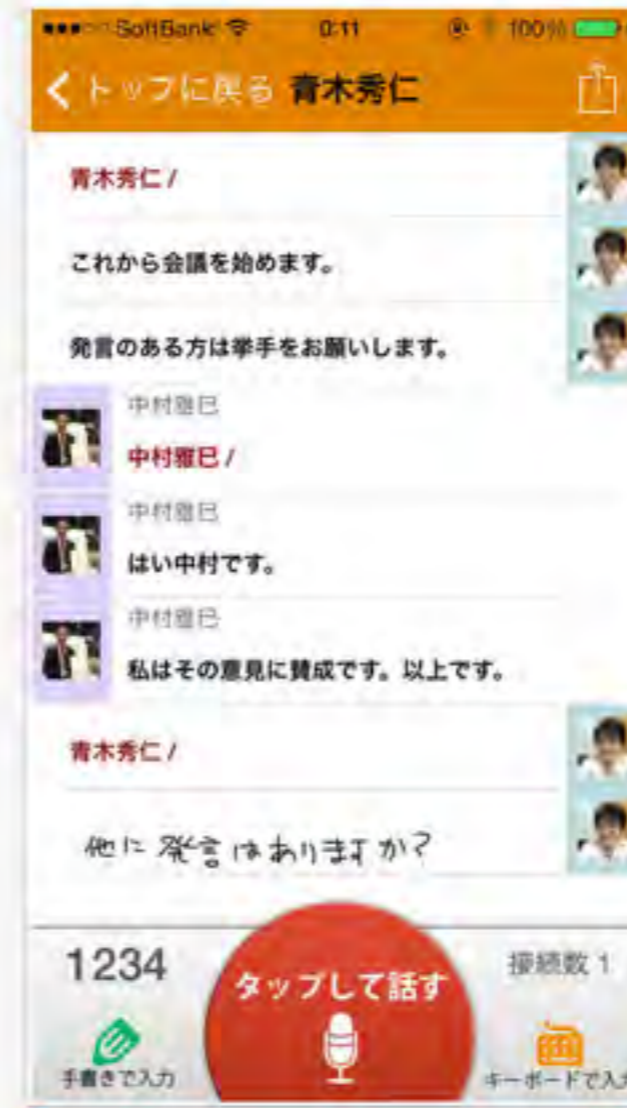 SoftBank 0:11 100%
トップに戻る 青木秀仁
青木秀仁 /
これから会議を始めます。
発言のある方は挙手をお願いします。
中村雅巳
中村雅巳 /
中村雅巳
はい中村です。
中村雅巳
私はその意見に賛成です。以上です。
青木秀仁 /
他に発言はありますか?
1234
タップして話す
接続数 1
手書きで入力
キーボードで入力